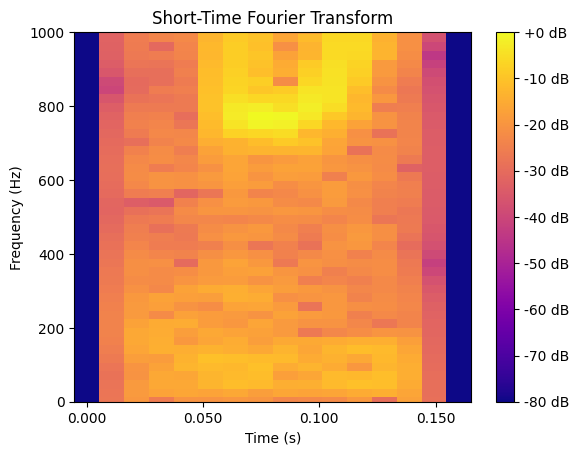 Short-Time Fourier Transform
1000
800
600
400
200
0
Frequency (Hz)
0.000
0.050
0.100
0.150
Time (s)
+0 dB
-10 dB
-20 dB
-30 dB
-40 dB
-50 dB
-60 dB
-70 dB
-80 dB